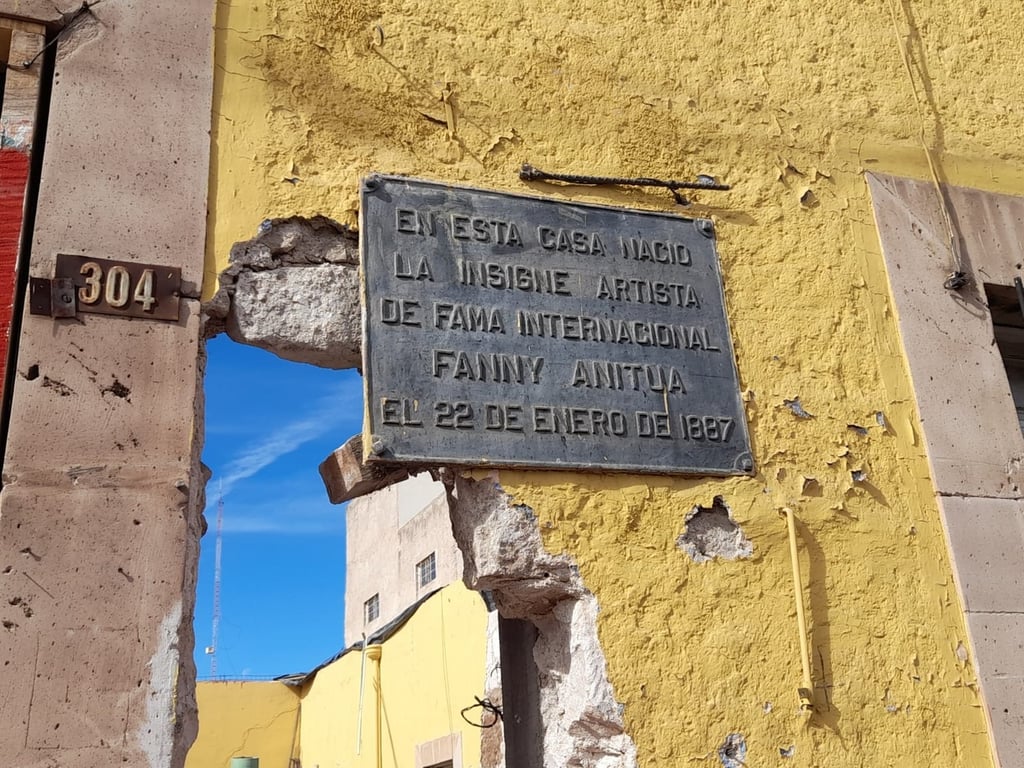 304
EN ESTA CASA NACIO
LA INSIGNE ARTISTA
DE FAMA INTERNACIONAL
FANNY ANITUA
EL 22 DE ENERO DE 1887